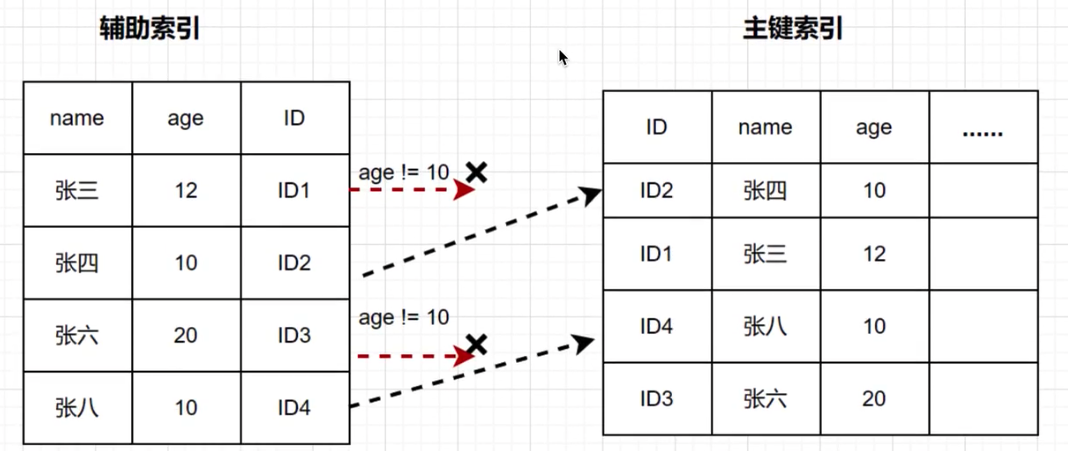 辅助索引
主键索引
name age ID
张三 12 ID1
张四 10 ID2
张六 20 ID3
张八 10 ID4
age != 10
age != 10
ID name age ......
ID2 张四 10
ID1 张三 12
ID4 张八 10
ID3 张六 20